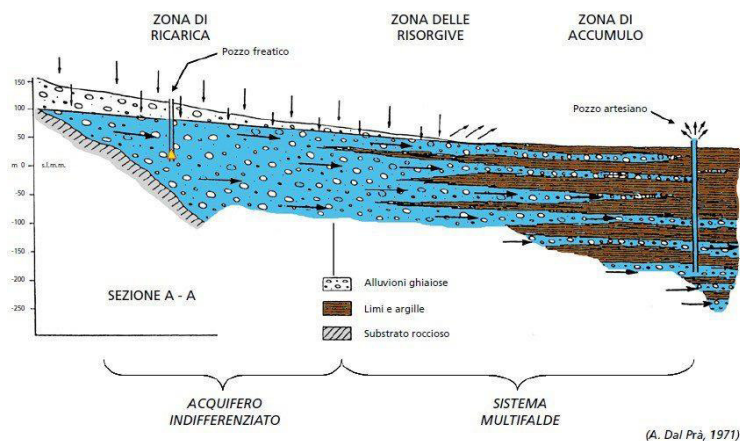 ZONA DI
RICARICA
ZONA DELLE
RISORGIVE
ZONA DI
ACCUMULO
Pozzo freatico
Pozzo artesiano
150
100
50
m 0 s.l.m.m.
-50
-100
-150
-200
-250
SEZIONE A - A
Alluvioni ghiaiose
Limi e argille
Substrato roccioso
ACQUIFERO
INDIFFERENZIATO
SISTEMA
MULTIFALDE
(A. Dal Prà, 1971)